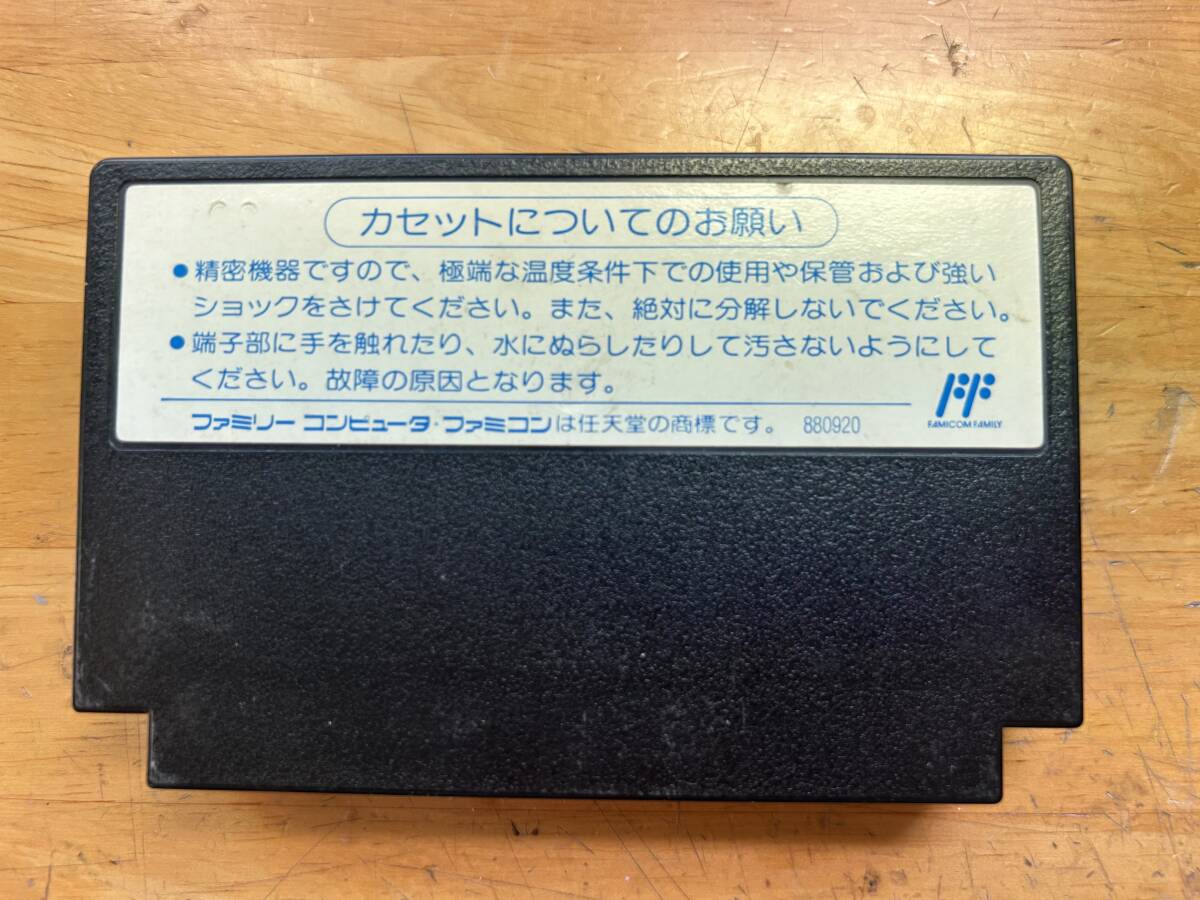 カセットについてのお願い
●精密機器ですので、極端な温度条件下での使用や保管および強い
ショックをさけてください。また、絶対に分解しないでください。
●端子部に手を触れたり、水にぬらしたりして汚さないようにして
ください。故障の原因となります。
ファミリーコンピュータ・ファミコンは任天堂の商標です。 880920
FAMICOM FAMILY